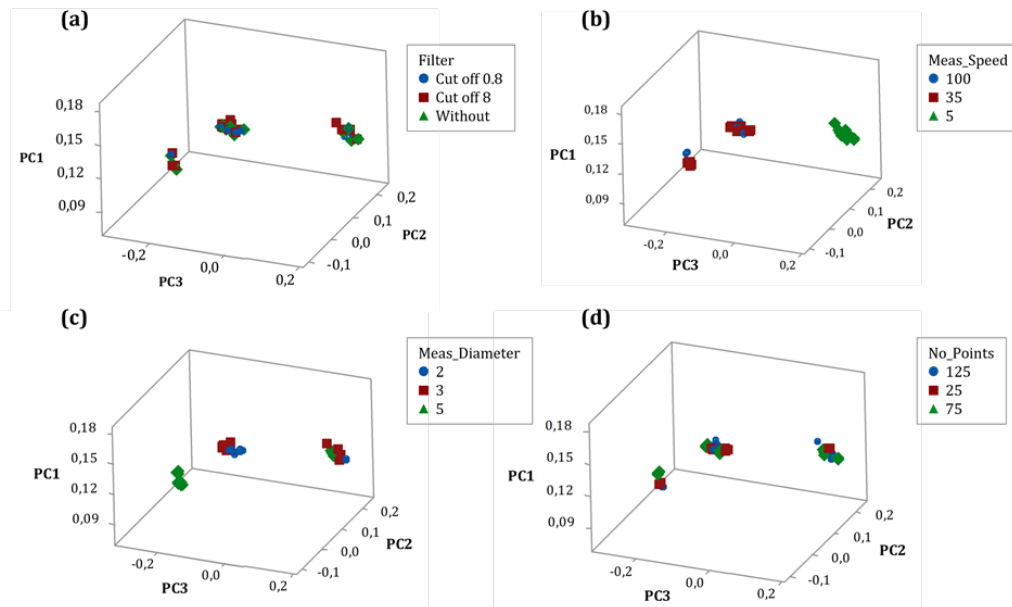 (a)
Filter
Cut off 0.8
Cut off 8
Without
0,18
0,15
PC1
0,12
0,09
-0,2
0,0
0,2
PC3
-0,1
0,0
0,1
0,2
PC2
(b)
Meas_Speed
100
35
5
0,18
0,15
PC1
0,12
0,09
-0,2
0,0
0,2
PC3
-0,1
0,0
0,1
0,2
PC2
(c)
Meas_Diameter
2
3
5
0,18
0,15
PC1
0,12
0,09
-0,2
0,0
0,2
PC3
-0,1
0,0
0,1
0,2
PC2
(d)
No_Points
125
25
75
0,18
0,15
PC1
0,12
0,09
-0,2
0,0
0,2
PC3
-0,1
0,0
0,1
0,2
PC2